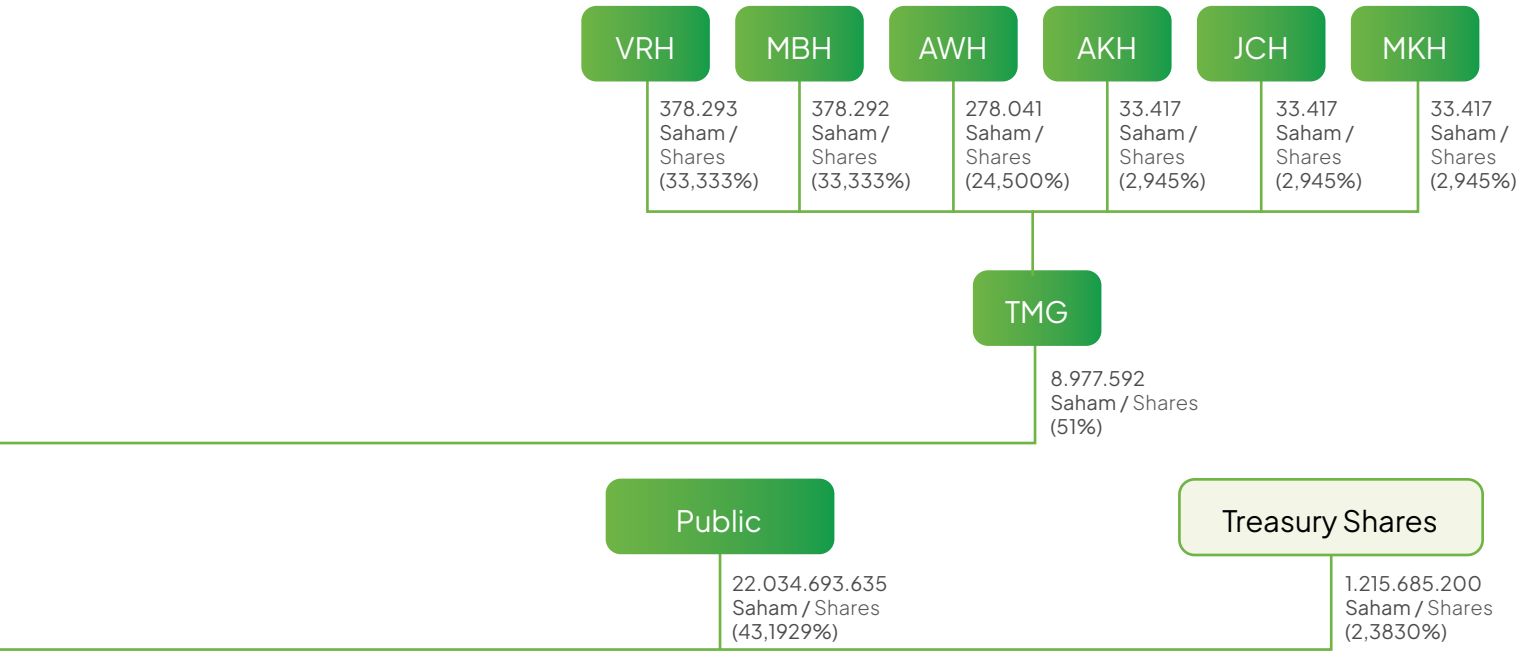 VRH
MBH
AWH
AKH
JCH
MKH
378.293
Saham /
Shares
(33,333%)
378.292
Saham /
Shares
(33,333%)
278.041
Saham /
Shares
(24,500%)
33.417
Saham /
Shares
(2,945%)
33.417
Saham /
Shares
(2,945%)
33.417
Saham /
Shares
(2,945%)
TMG
8.977.592
Saham / Shares
(51%)
Public
Treasury Shares
22.034.693.635
Saham / Shares
(43,1929%)
1.215.685.200
Saham / Shares
(2,3830%)